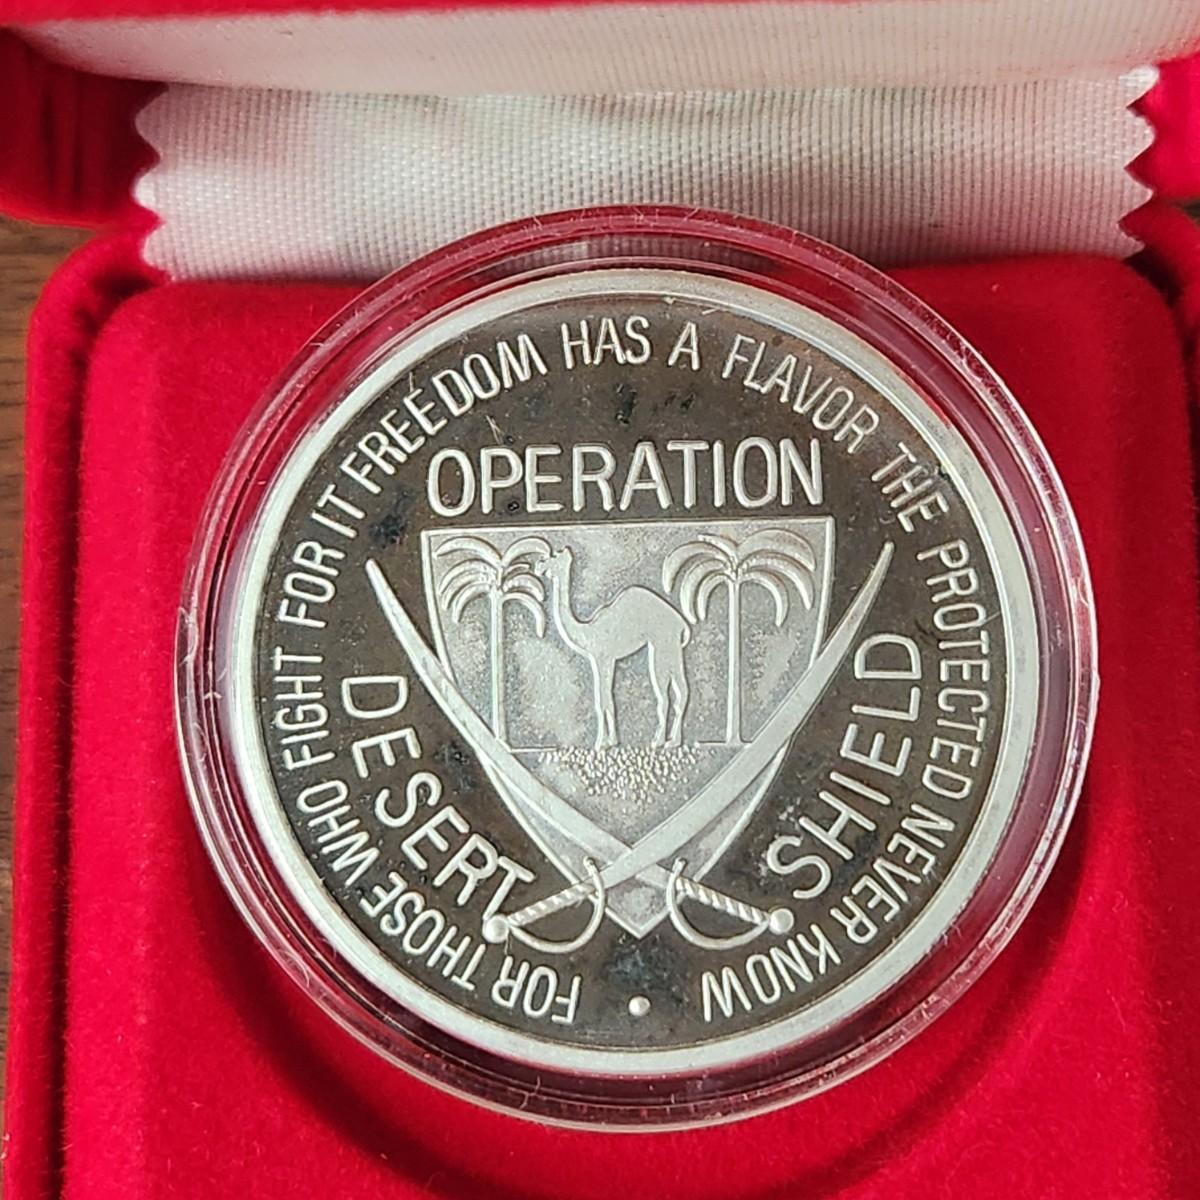 FOR THOSE WHO FIGHT FOR IT FREEDOM HAS A FLAVOR THE PROTECTED NEVER KNOW •
OPERATION
DESERT
SHIELD